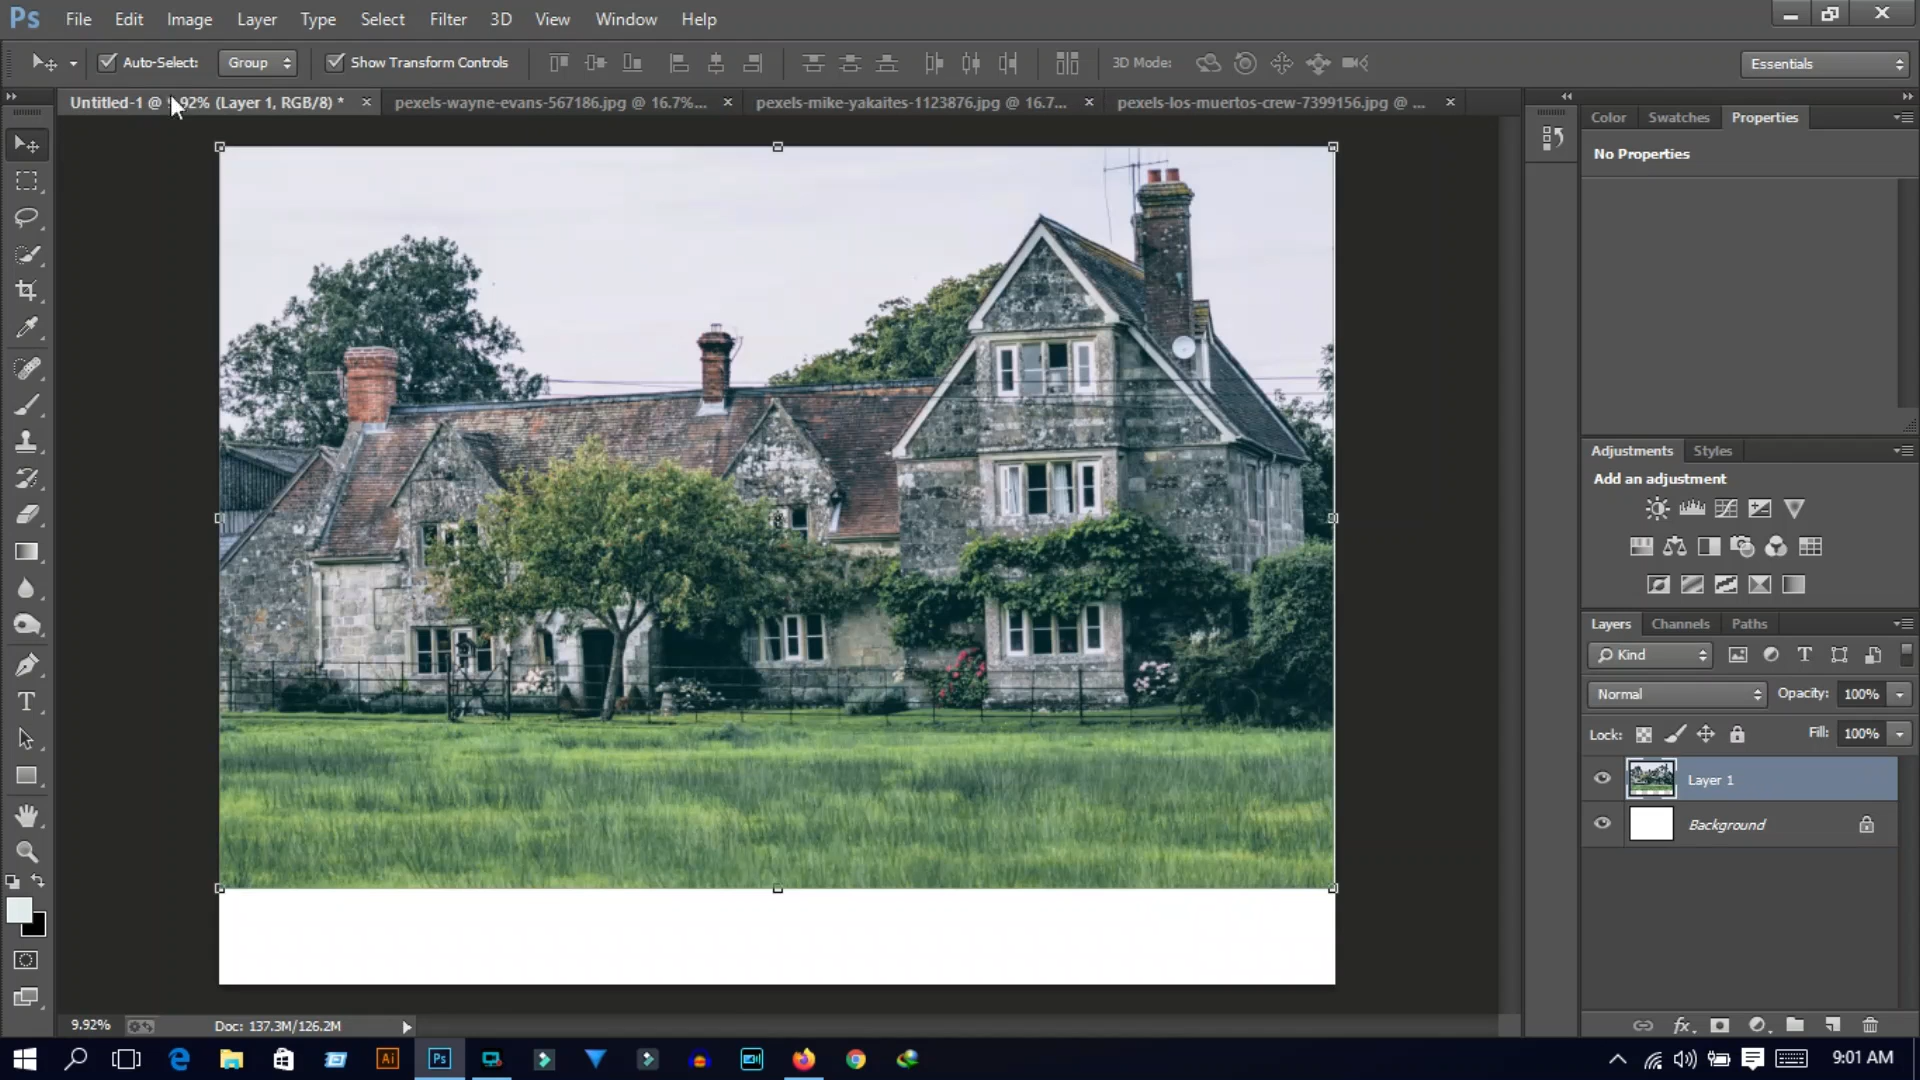 Ps File Edit Image Layer Type Select Filter 3D View Window Help
Auto-Select: Group Show Transform Controls 3D Mode: Essentials
Untitled-1 @ 9.92% (Layer 1, RGB/8) * pexels-wayne-evans-567186.jpg @ 16.7%... pexels-mike-yakaites-1123876.jpg @ 16.7... pexels-los-muertos-crew-7399156.jpg @ ...
Color Swatches Properties
No Properties
Adjustments Styles
Add an adjustment
Layers Channels Paths
Kind
Normal Opacity: 100%
Lock: Fill: 100%
Layer 1
Background
fx
9.92% Doc: 137.3M/126.2M
Ai Ps 9:01 AM